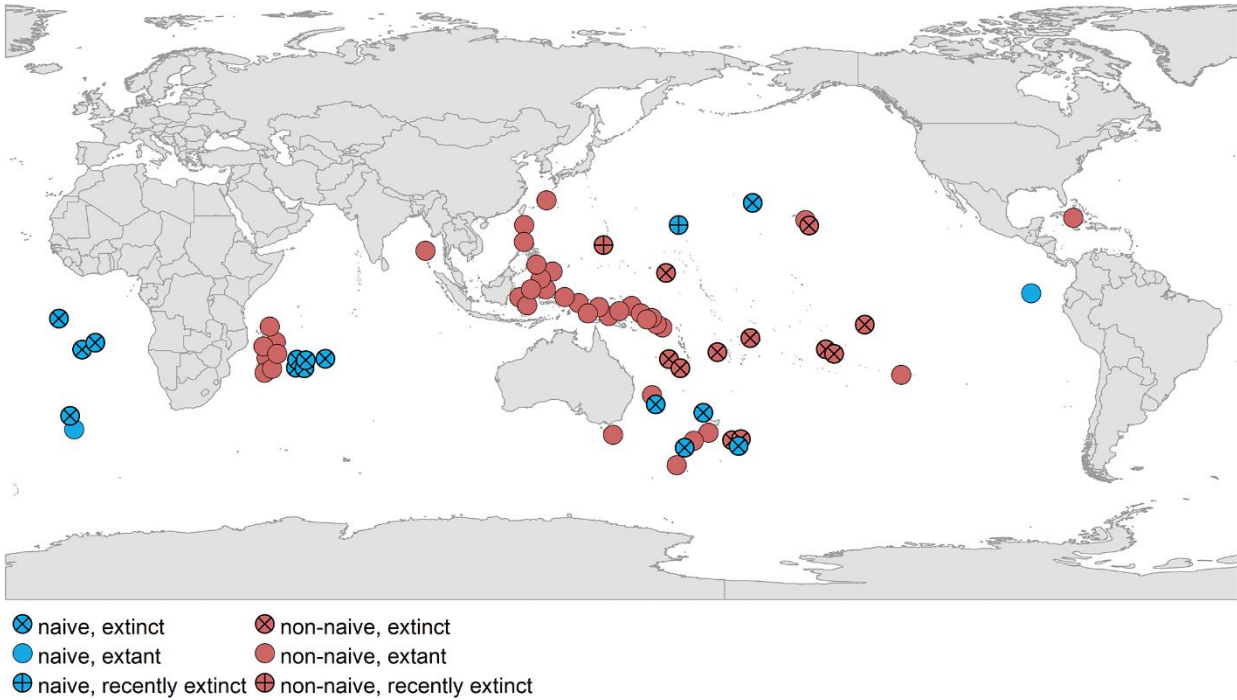 naive, extinct
non-naive, extinct
naive, extant
non-naive, extant
naive, recently extinct
non-naive, recently extinct